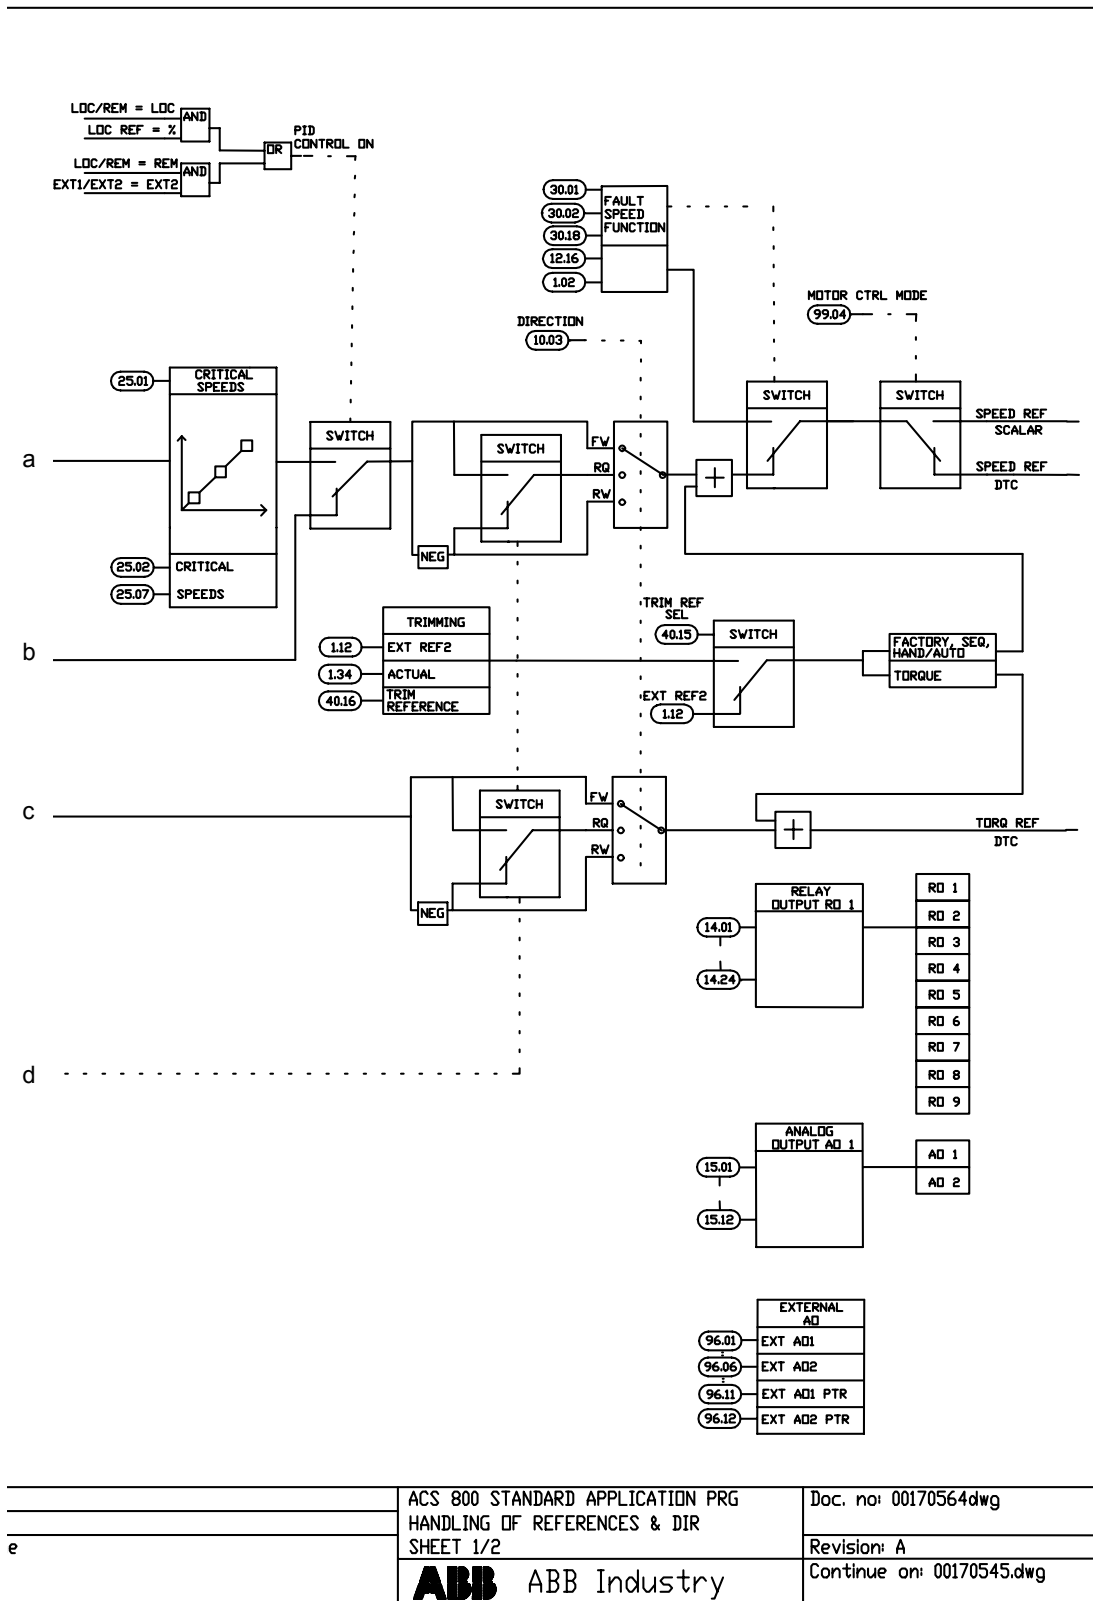 LOC/REM = LOC
LOC REF = %
AND
LOC/REM = REM
EXT1/EXT2 = EXT2
AND
OR
PID
CONTROL ON
30.01
30.02
30.18
12.16
1.02
FAULT
SPEED
FUNCTION
MOTOR CTRL MODE
99.04
DIRECTION
10.03
25.01
CRITICAL
SPEEDS
SWITCH
SWITCH
FW
RQ
RW
SWITCH
SWITCH
SPEED REF
SCALAR
SPEED REF
DTC
a
NEG
25.02
CRITICAL
25.07
SPEEDS
TRIMMING
1.12
EXT REF2
1.34
ACTUAL
40.16
TRIM
REFERENCE
TRIM REF
SEL
40.15
SWITCH
EXT REF2
1.12
FACTORY, SEQ,
HAND/AUTO
TORQUE
b
c
SWITCH
FW
RQ
RW
NEG
TORQ REF
DTC
RELAY
OUTPUT RO 1
14.01
14.24
RO 1
RO 2
RO 3
RO 4
RO 5
RO 6
RO 7
RO 8
RO 9
d
ANALOG
OUTPUT AO 1
15.01
15.12
AO 1
AO 2
EXTERNAL
AO
96.01
EXT AO1
96.06
EXT AO2
96.11
EXT AO1 PTR
96.12
EXT AO2 PTR
e
ACS 800 STANDARD APPLICATION PRG
HANDLING OF REFERENCES & DIR
SHEET 1/2
ABB ABB Industry
Doc. no: 00170564dwg
Revision: A
Continue on: 00170545.dwg